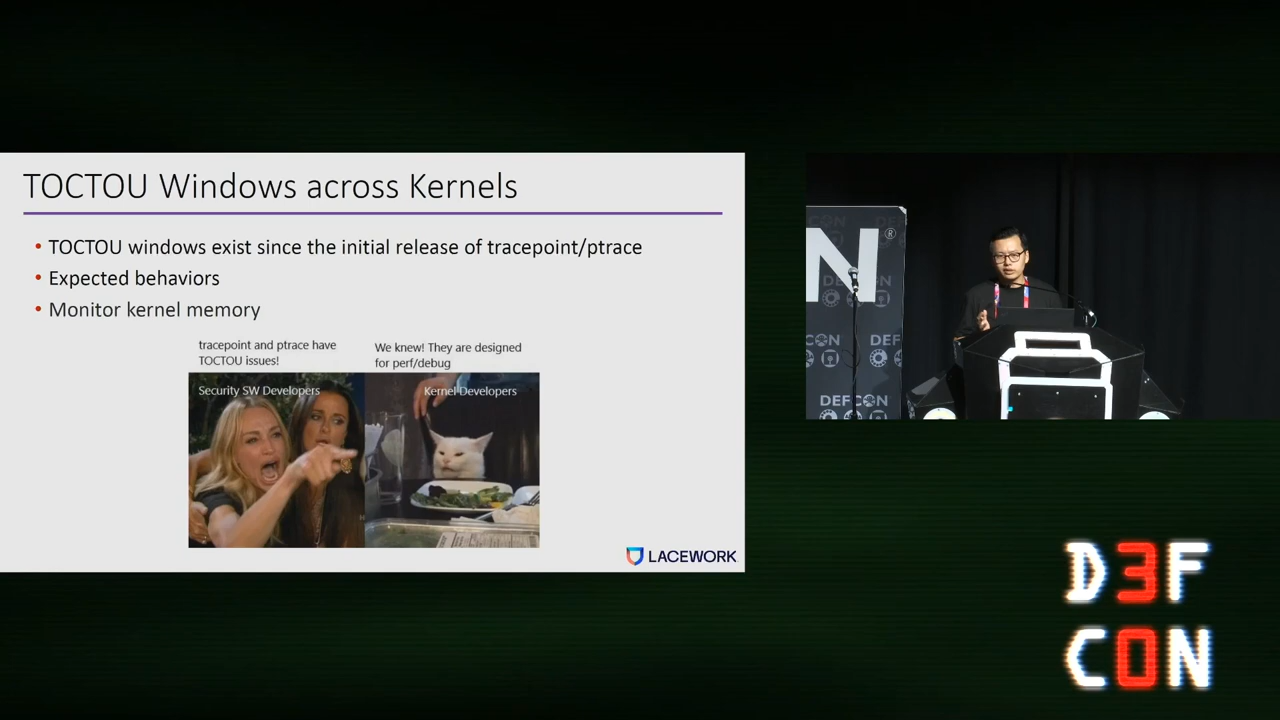 TOCTOU Windows across Kernels
• TOCTOU windows exist since the initial release of tracepoint/ptrace
• Expected behaviors
• Monitor kernel memory
tracepoint and ptrace have
TOCTOU issues!
We knew! They are designed
for perf/debug
Security SW Developers
Kernel Developers
LACEWORK
N®
DEFCON
D3F
C0N